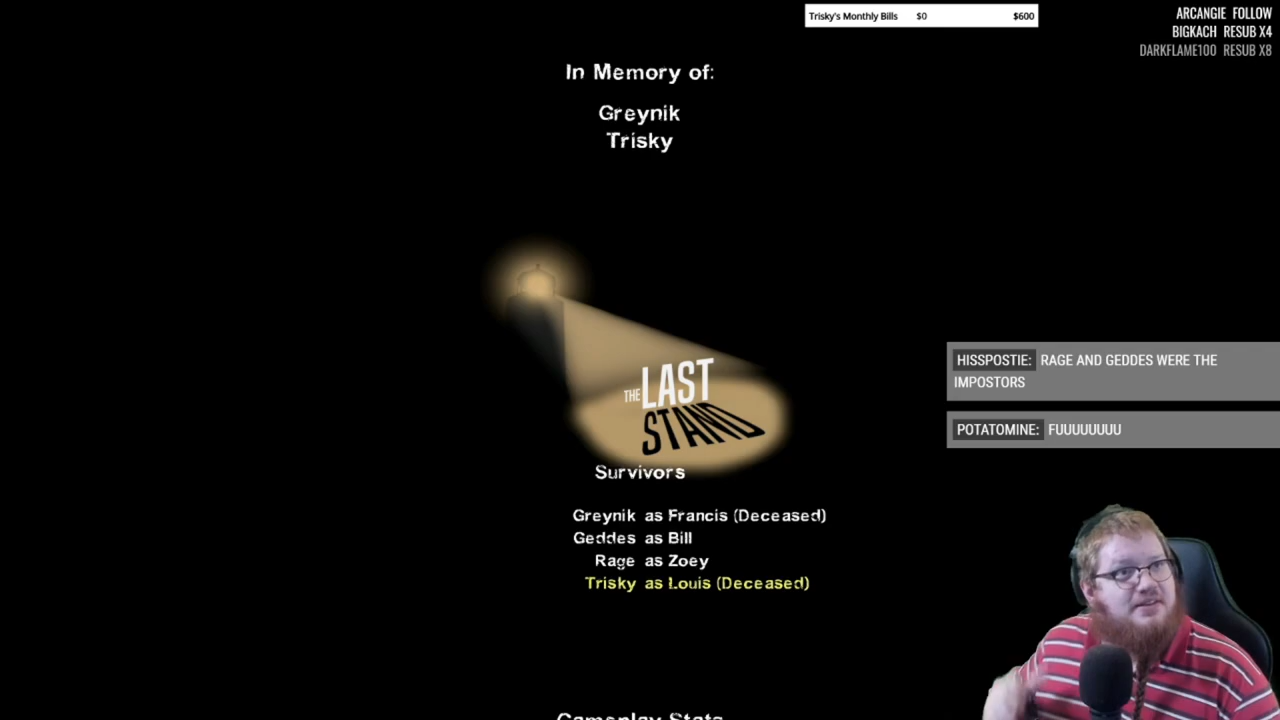 Trisky's Monthly Bills $0 $600
ARCANGIE FOLLOW
BIGKACH RESUB X4
DARKFLAME100 RESUB X8
In Memory of:
Greynik
Trisky
THE LAST
STAND
HISSPOSTIE: RAGE AND GEDDES WERE THE
IMPOSTORS
POTATOMINE: FUUUUUUUU
Survivors
Greynik as Francis (Deceased)
Geddes as Bill
Rage as Zoey
Trisky as Louis (Deceased)
Gameplay Stats